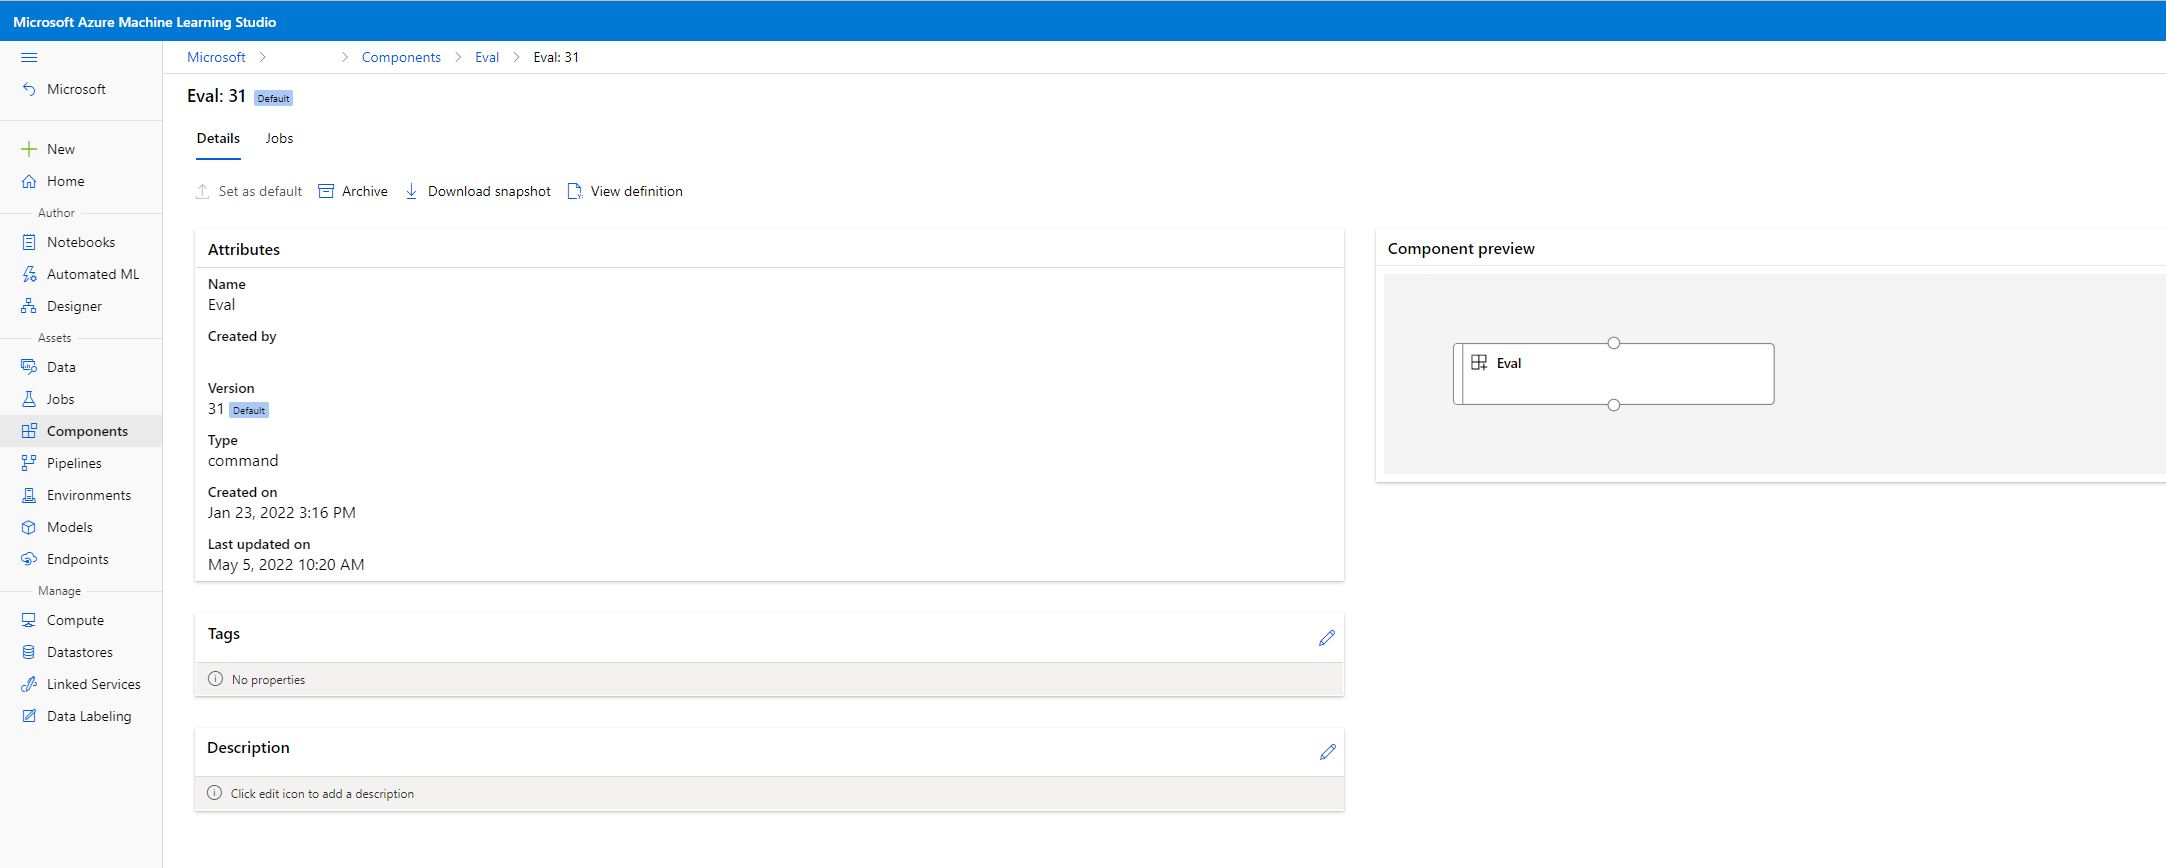 Microsoft Azure Machine Learning Studio
Microsoft > > Components > Eval > Eval: 31
Microsoft
New
Home
Author
Notebooks
Automated ML
Designer
Assets
Data
Jobs
Components
Pipelines
Environments
Models
Endpoints
Manage
Compute
Datastores
Linked Services
Data Labeling
Eval: 31 Default
Details Jobs
Set as default Archive Download snapshot View definition
Attributes
Name
Eval
Created by
Version
31 Default
Type
command
Created on
Jan 23, 2022 3:16 PM
Last updated on
May 5, 2022 10:20 AM
Tags
No properties
Description
Click edit icon to add a description
Component preview
Eval